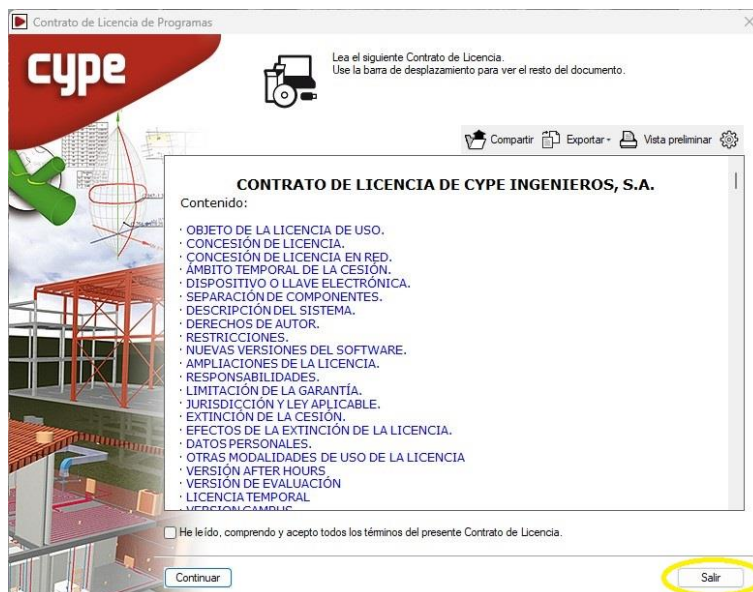 Contrato de Licencia de Programas
cype
Lea el siguiente Contrato de Licencia.
Use la barra de desplazamiento para ver el resto del documento.
Compartir Exportar Vista preliminar
CONTRATO DE LICENCIA DE CYPE INGENIEROS, S.A.
Contenido:
· OBJETO DE LA LICENCIA DE USO.
· CONCESIÓN DE LICENCIA.
· CONCESIÓN DE LICENCIA EN RED.
· ÁMBITO TEMPORAL DE LA CESIÓN.
· DISPOSITIVO O LLAVE ELECTRÓNICA.
· SEPARACIÓN DE COMPONENTES.
· DESCRIPCIÓN DEL SISTEMA.
· DERECHOS DE AUTOR.
· RESTRICCIONES.
· NUEVAS VERSIONES DEL SOFTWARE.
· AMPLIACIONES DE LA LICENCIA.
· RESPONSABILIDADES.
· LIMITACIÓN DE LA GARANTÍA.
· JURISDICCIÓN Y LEY APLICABLE.
· EXTINCIÓN DE LA CESIÓN.
· EFECTOS DE LA EXTINCIÓN DE LA LICENCIA.
· DATOS PERSONALES.
· OTRAS MODALIDADES DE USO DE LA LICENCIA
· VERSIÓN AFTER HOURS
· VERSIÓN DE EVALUACIÓN
· LICENCIA TEMPORAL
· VERSION CAMPUS
He leído, comprendo y acepto todos los términos del presente Contrato de Licencia.
Continuar Salir